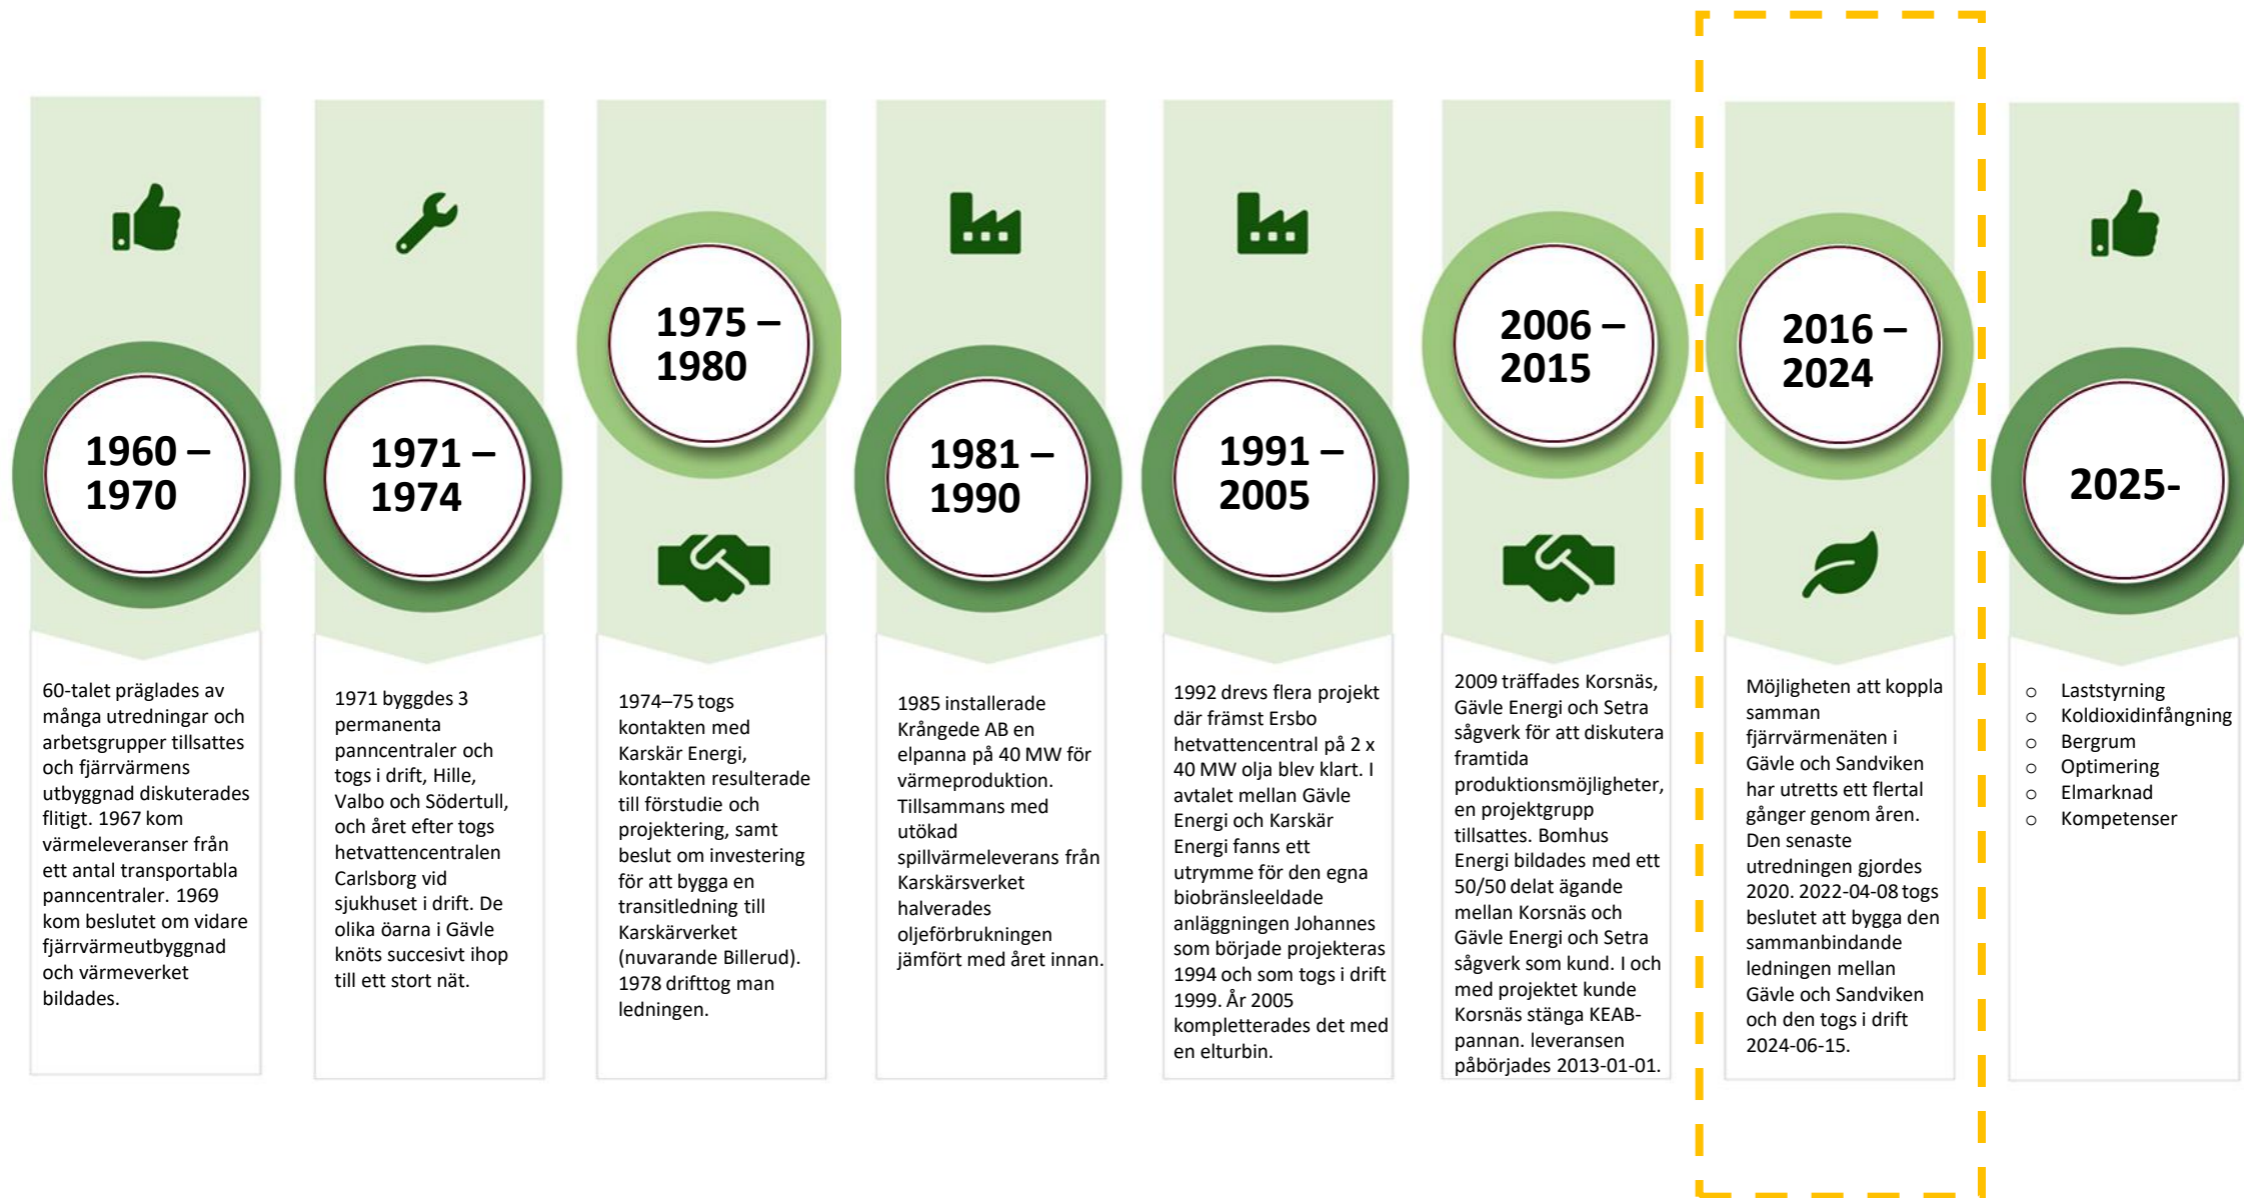 1960 –
1970
60-talet präglades av
många utredningar och
arbetsgrupper tillsattes
och fjärrvärmens
utbyggnad diskuterades
flitigt. 1967 kom
värmeleveranser från
ett antal transportabla
panncentraler. 1969
kom beslutet om vidare
fjärrvärmeutbyggnad
och värmeverket
bildades.
1971 –
1974
1971 byggdes 3
permanenta
panncentraler och
togs i drift, Hille,
Valbo och Södertull,
och året efter togs
hetvattencentralen
Carlsborg vid
sjukhuset i drift. De
olika öarna i Gävle
knöts succesivt ihop
till ett stort nät.
1975 –
1980
1974–75 togs
kontakten med
Karskär Energi,
kontakten resulterade
till förstudie och
projektering, samt
beslut om investering
för att bygga en
transitledning till
Karskärverket
(nuvarande Billerud).
1978 drifttog man
ledningen.
1981 –
1990
1985 installerade
Krångede AB en
elpanna på 40 MW för
värmeproduktion.
Tillsammans med
utökad
spillvärmeleverans från
Karskärsverket
halverades
oljeförbrukningen
jämfört med året innan.
1991 –
2005
1992 drevs flera projekt
där främst Ersbo
hetvattencentral på 2 x
40 MW olja blev klart. I
avtalet mellan Gävle
Energi och Karskär
Energi fanns ett
utrymme för den egna
biobränsleeldade
anläggningen Johannes
som började projekteras
1994 och som togs i drift
1999. År 2005
kompletterades det med
en elturbin.
2006 –
2015
2009 träffades Korsnäs,
Gävle Energi och Setra
sågverk för att diskutera
framtida
produktionsmöjligheter,
en projektgrupp
tillsattes. Bomhus
Energi bildades med ett
50/50 delat ägande
mellan Korsnäs och
Gävle Energi och Setra
sågverk som kund. I och
med projektet kunde
Korsnäs stänga KEAB-
pannan. leveransen
påbörjades 2013-01-01.
2016 –
2024
Möjligheten att koppla
samman
fjärrvärmenäten i
Gävle och Sandviken
har utretts ett flertal
gånger genom åren.
Den senaste
utredningen gjordes
2020. 2022-04-08 togs
beslutet att bygga den
sammanbindande
ledningen mellan
Gävle och Sandviken
och den togs i drift
2024-06-15.
2025-
○ Laststyrning
○ Koldioxidinfångning
○ Bergrum
○ Optimering
○ Elmarknad
○ Kompetenser